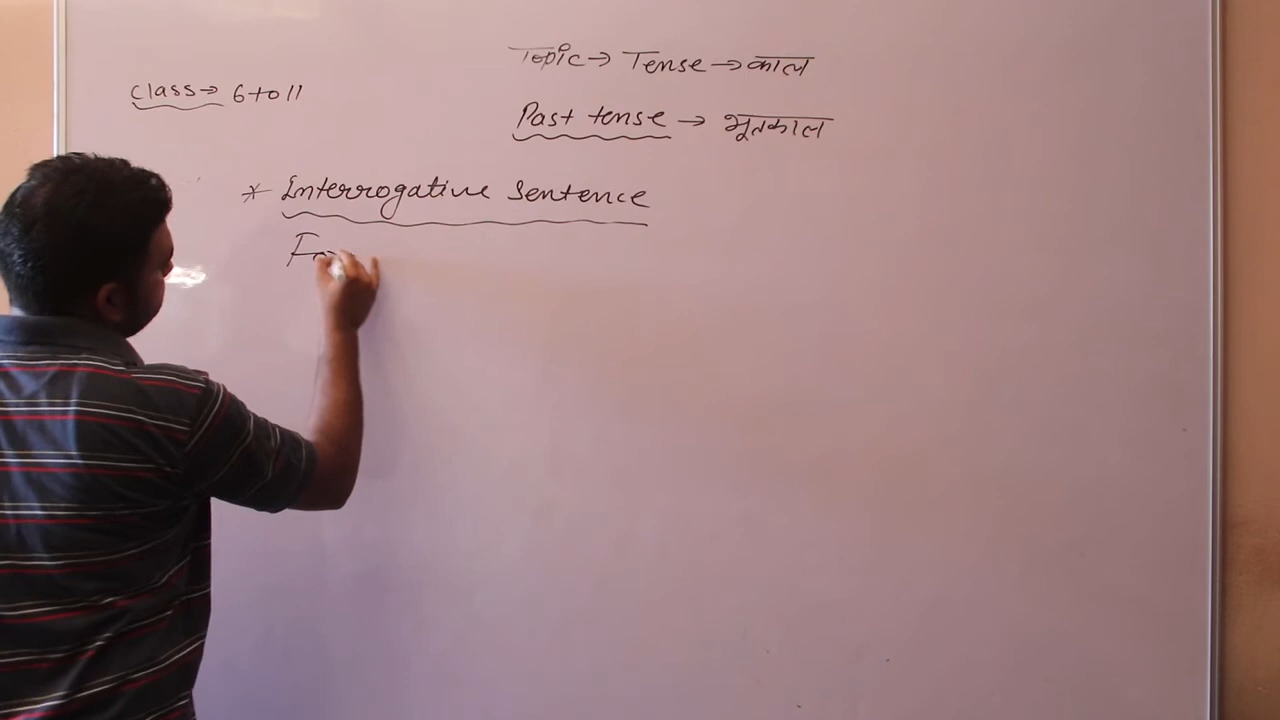 Topic → Tense → काल
Class → 6 to 11
Past tense → भूतकाल
* Interrogative Sentence